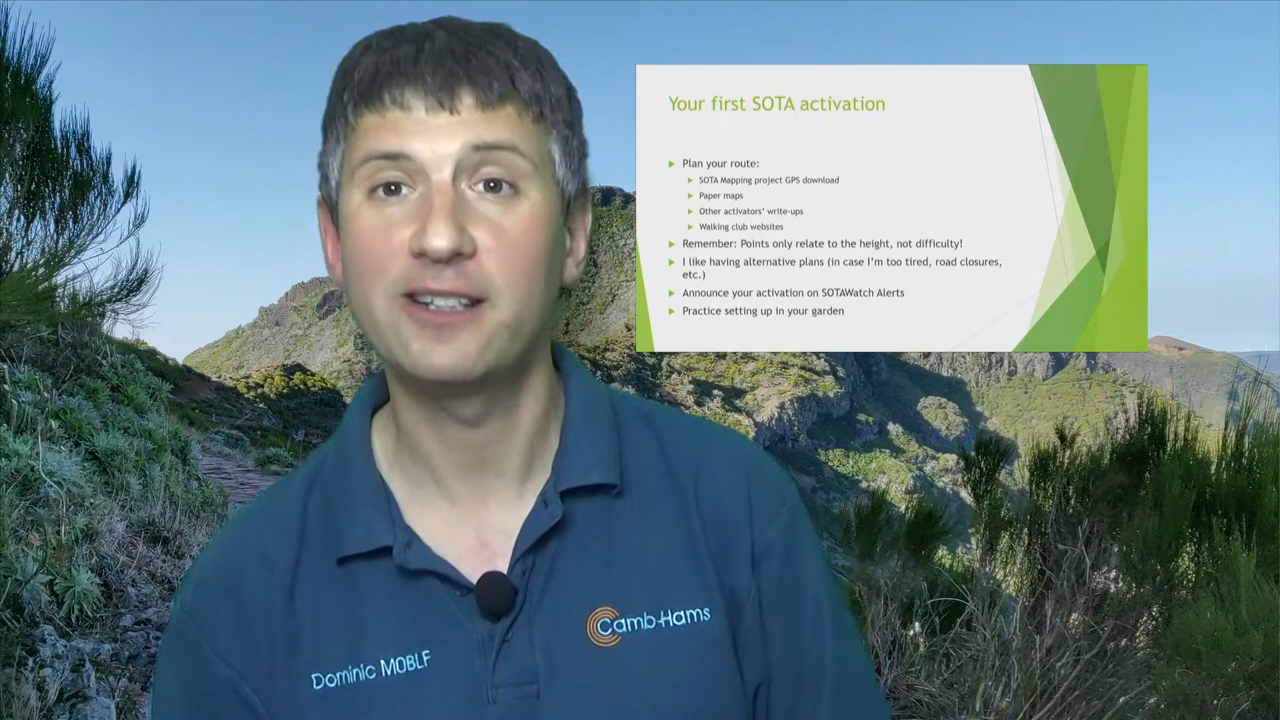 Your first SOTA activation
Plan your route:
SOTA Mapping project GPS download
Paper maps
Other activators' write-ups
Walking club websites
Remember: Points only relate to the height, not difficulty!
I like having alternative plans (in case I'm too tired, road closures,
etc.)
Announce your activation on SOTAWatch Alerts
Practice setting up in your garden
Camb-Hams
Dominic M0BLF